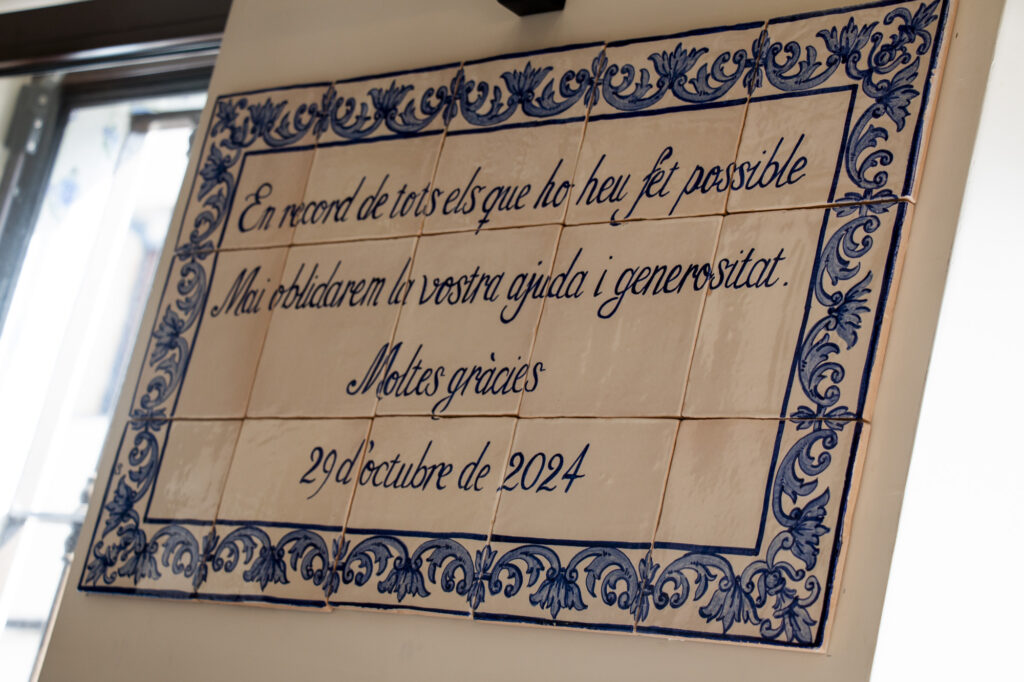 En record de tots els que ho heu fet possible
Mai oblidarem la vostra ajuda i generositat.
Moltes gràcies
29 d'octubre de 2024